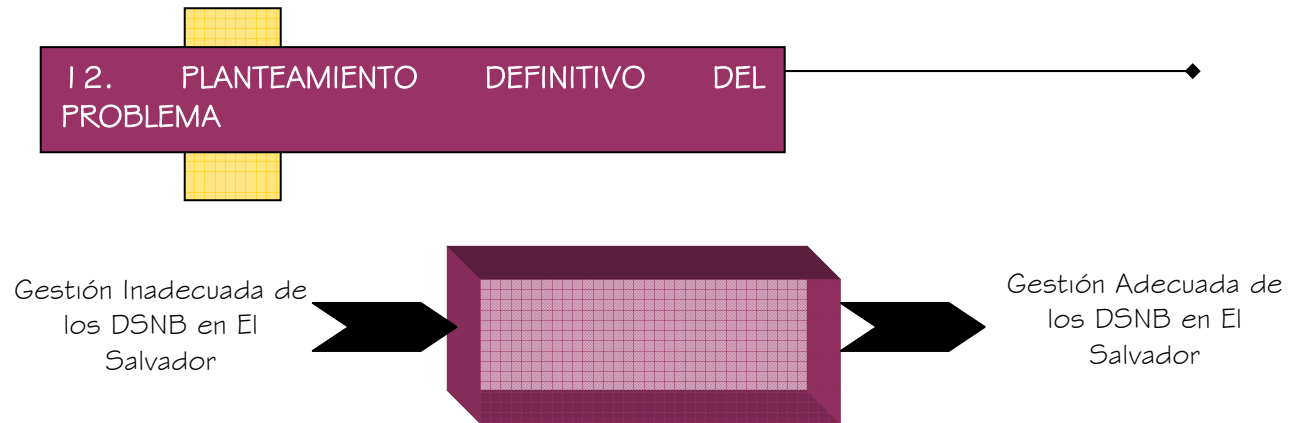 12. PLANTEAMIENTO DEFINITIVO DEL
PROBLEMA
Gestión Inadecuada de
los DSNB en El
Salvador
Gestión Adecuada de
los DSNB en El
Salvador